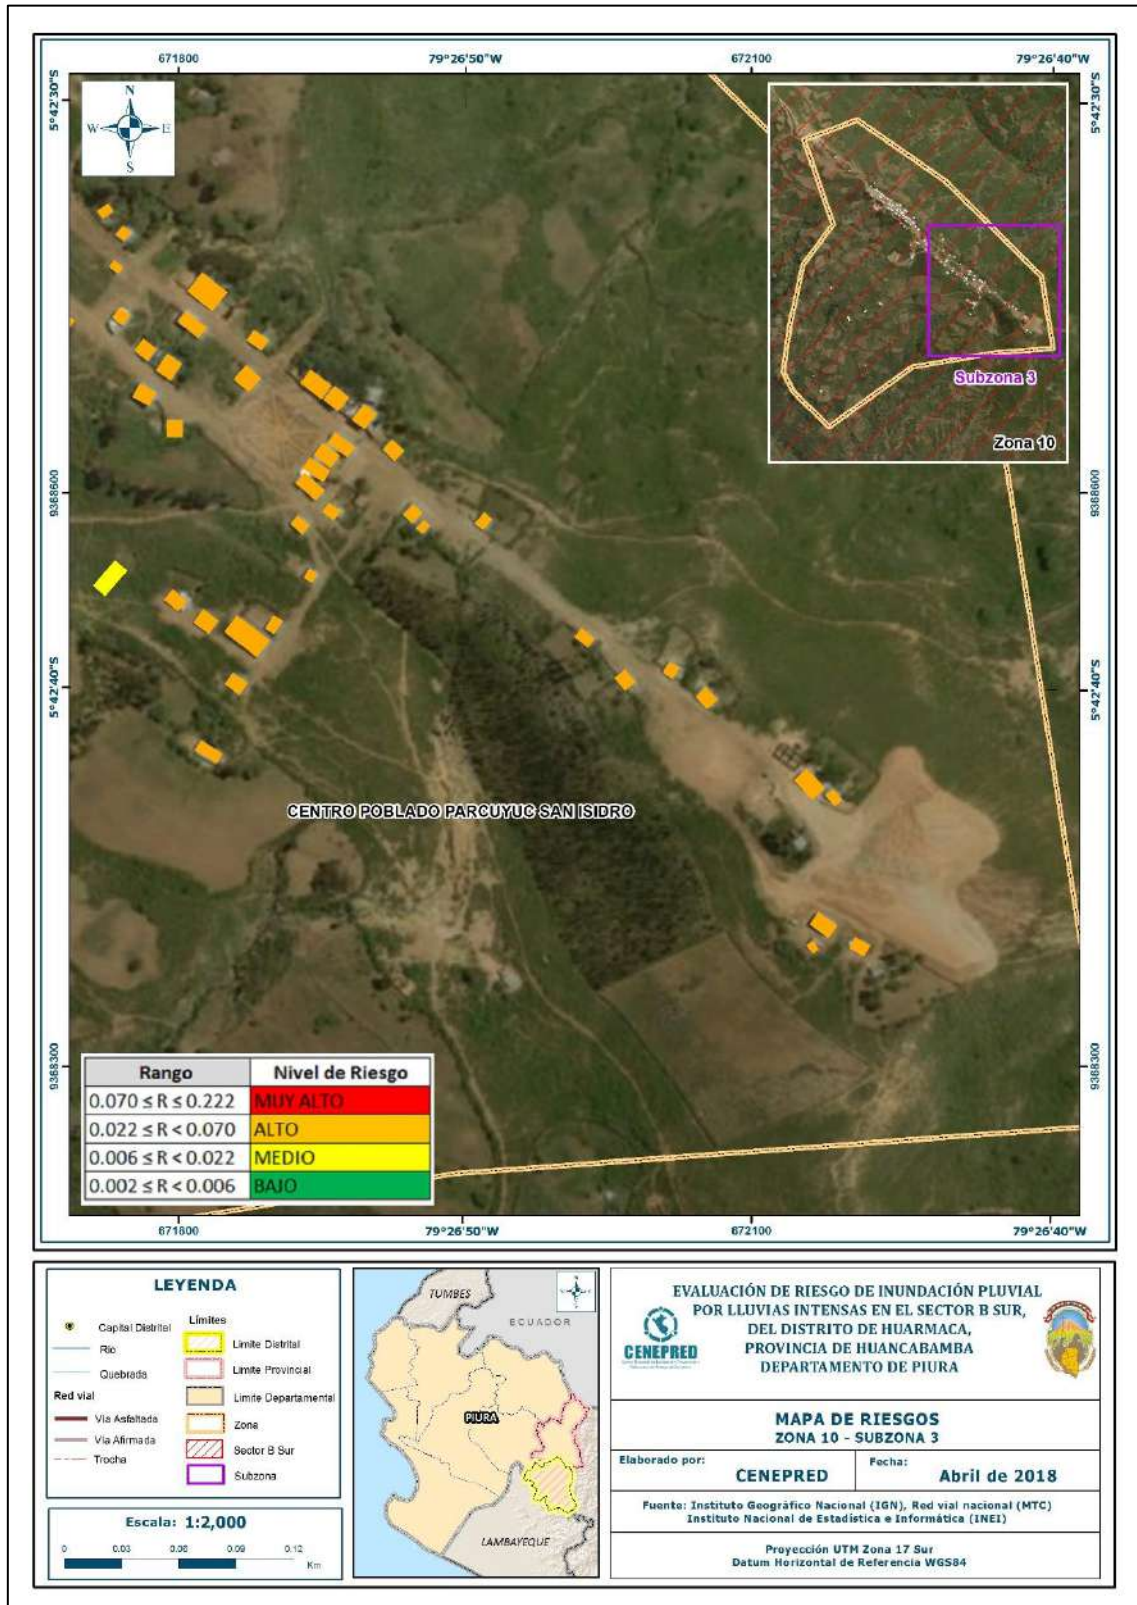 671800
79°26'50"W
672100
79°26'40"W
5°42'30"S
5°42'30"S
N
W
E
S
Subzona 3
Zona 10
9368600
9368600
5°42'40"S
5°42'40"S
CENTRO POBLADO PARCUYUC SAN ISIDRO
9368300
9368300
Rango Nivel de Riesgo
0.070 ≤ R ≤ 0.222 MUY ALTO
0.022 ≤ R < 0.070 ALTO
0.006 ≤ R < 0.022 MEDIO
0.002 ≤ R < 0.006 BAJO
671800
79°26'50"W
672100
79°26'40"W
LEYENDA
Capital Distrital
Río
Quebrada
Red vial
Vía Asfaltada
Vía Afirmada
Trocha
Límites
Limite Distrital
Limite Provincial
Limite Departamental
Zona
Sector B Sur
Subzona
Escala: 1:2,000
0 0.03 0.06 0.09 0.12
Km
TUMBES
ECUADOR
PIURA
LAMBAYEQUE
CENEPRED
EVALUACIÓN DE RIESGO DE INUNDACIÓN PLUVIAL
POR LLUVIAS INTENSAS EN EL SECTOR B SUR,
DEL DISTRITO DE HUARMACA,
PROVINCIA DE HUANCABAMBA
DEPARTAMENTO DE PIURA
MAPA DE RIESGOS
ZONA 10 - SUBZONA 3
Elaborado por:
CENEPRED
Fecha:
Abril de 2018
Fuente: Instituto Geográfico Nacional (IGN), Red vial nacional (MTC)
Instituto Nacional de Estadística e Informática (INEI)
Proyección UTM Zona 17 Sur
Datum Horizontal de Referencia WGS84